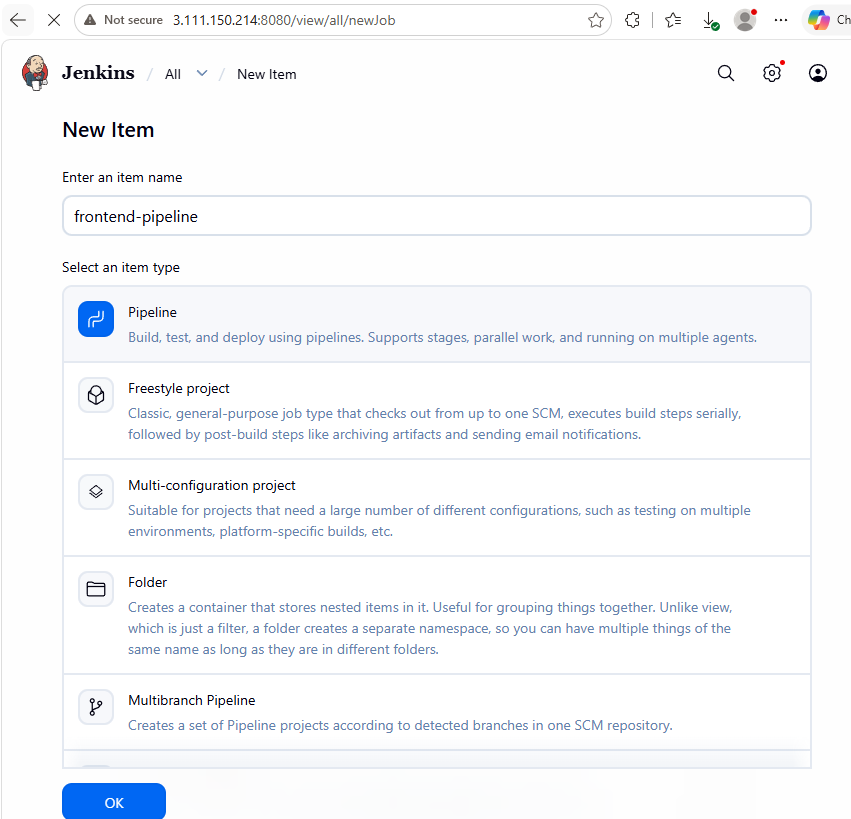 Not secure 3.111.150.214:8080/view/all/newJob Ch
Jenkins / All / New Item
New Item
Enter an item name
frontend-pipeline
Select an item type
Pipeline
Build, test, and deploy using pipelines. Supports stages, parallel work, and running on multiple agents.
Freestyle project
Classic, general-purpose job type that checks out from up to one SCM, executes build steps serially,
followed by post-build steps like archiving artifacts and sending email notifications.
Multi-configuration project
Suitable for projects that need a large number of different configurations, such as testing on multiple
environments, platform-specific builds, etc.
Folder
Creates a container that stores nested items in it. Useful for grouping things together. Unlike view,
which is just a filter, a folder creates a separate namespace, so you can have multiple things of the
same name as long as they are in different folders.
Multibranch Pipeline
Creates a set of Pipeline projects according to detected branches in one SCM repository.
OK